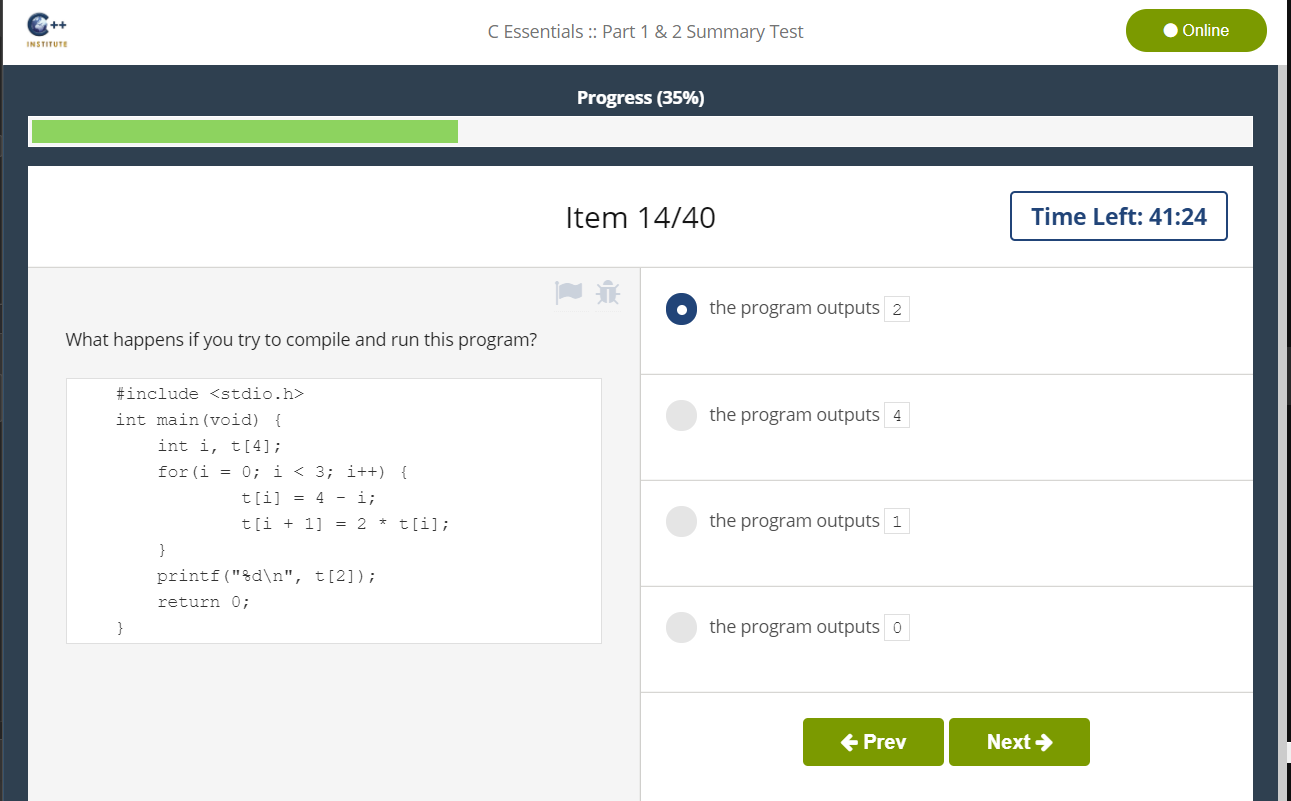 C++
INSTITUTE
C Essentials :: Part 1 & 2 Summary Test
Online
Progress (35%)
Item 14/40
Time Left: 41:24
What happens if you try to compile and run this program?
#include <stdio.h>
int main(void) {
    int i, t[4];
    for(i = 0; i < 3; i++) {
            t[i] = 4 - i;
            t[i + 1] = 2 * t[i];
    }
    printf("%d\n", t[2]);
    return 0;
}
the program outputs 2
the program outputs 4
the program outputs 1
the program outputs 0
Prev
Next